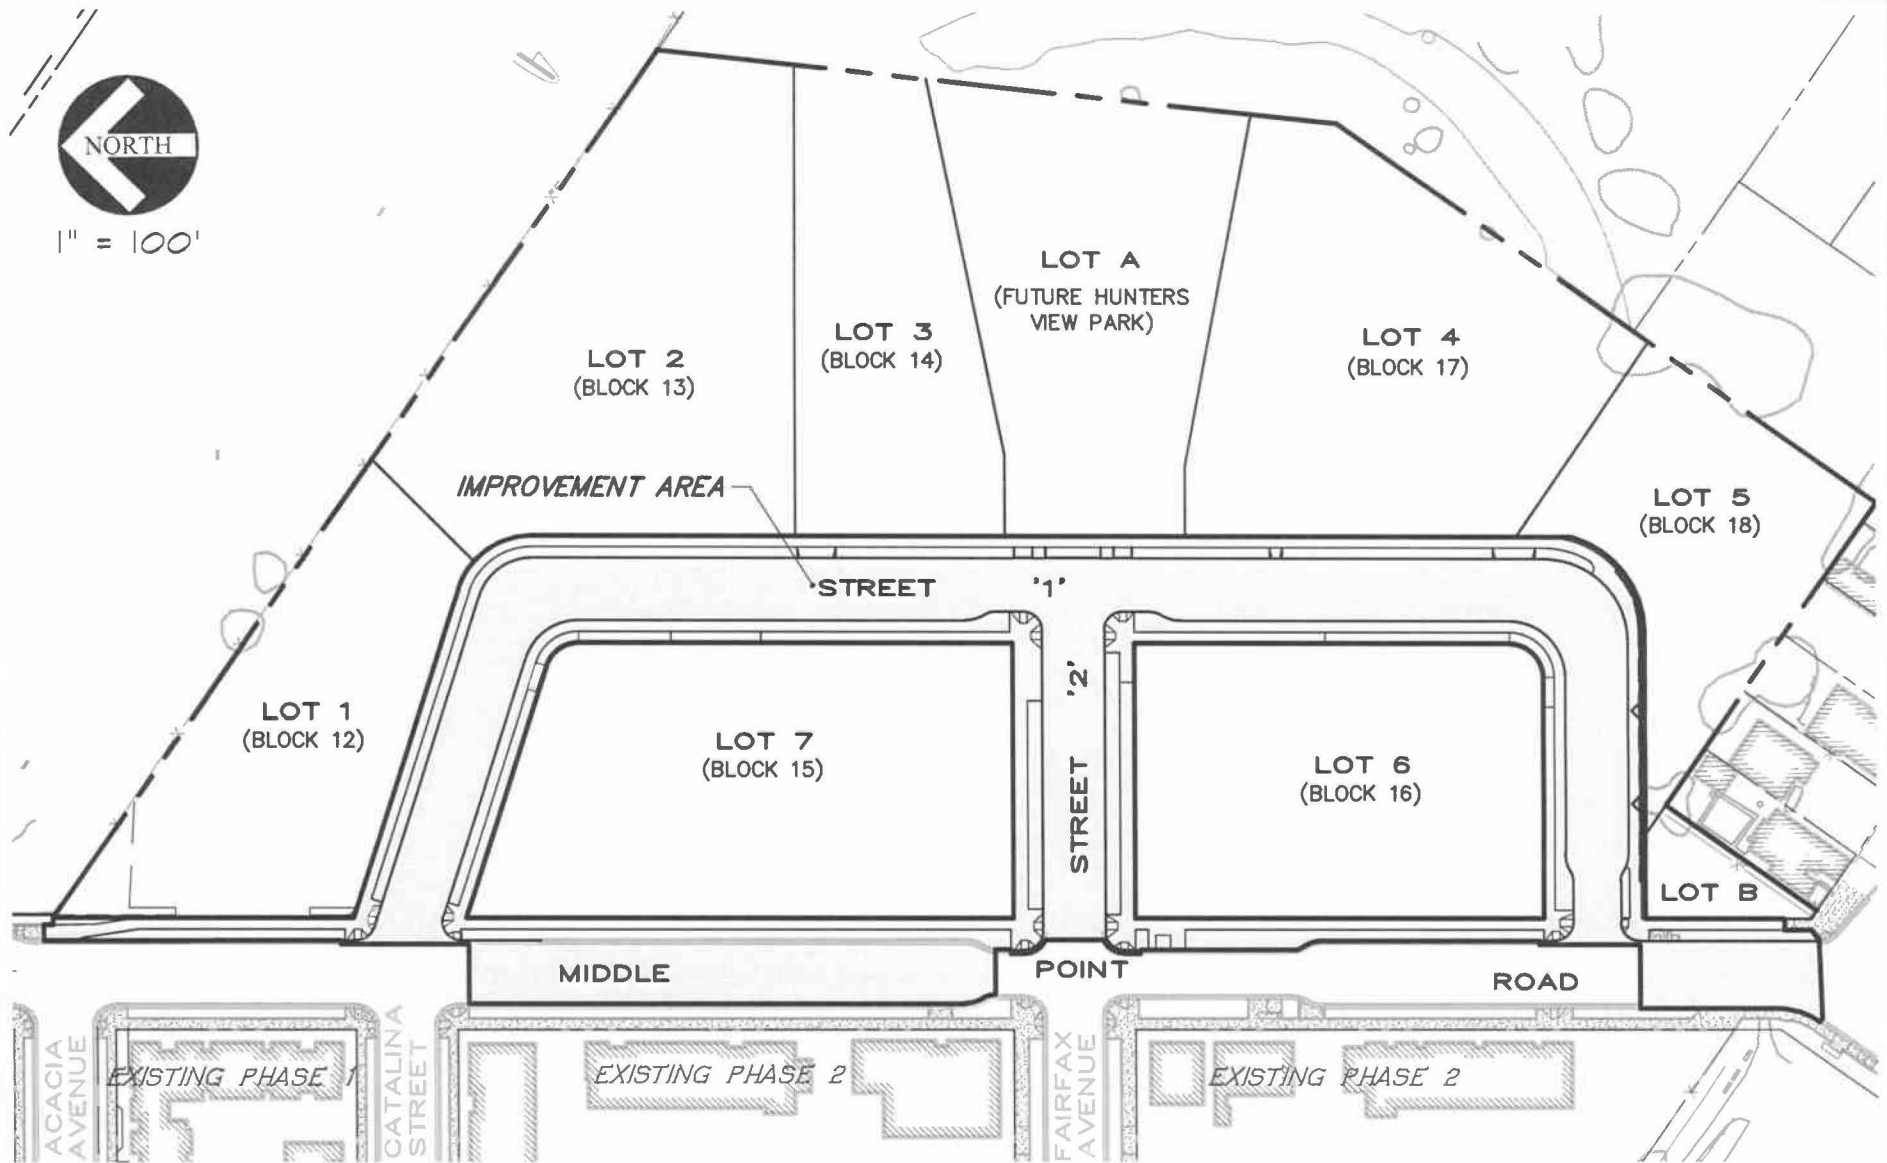 NORTH
1" = 100'
LOT A
(FUTURE HUNTERS
VIEW PARK)
LOT 3
(BLOCK 14)
LOT 4
(BLOCK 17)
LOT 2
(BLOCK 13)
IMPROVEMENT AREA
LOT 5
(BLOCK 18)
STREET '1'
LOT 1
(BLOCK 12)
LOT 7
(BLOCK 15)
STREET '2'
LOT 6
(BLOCK 16)
LOT B
MIDDLE POINT ROAD
ACACIA
AVENUE
EXISTING PHASE 1
CATALINA
STREET
EXISTING PHASE 2
FAIRFAX
AVENUE
EXISTING PHASE 2